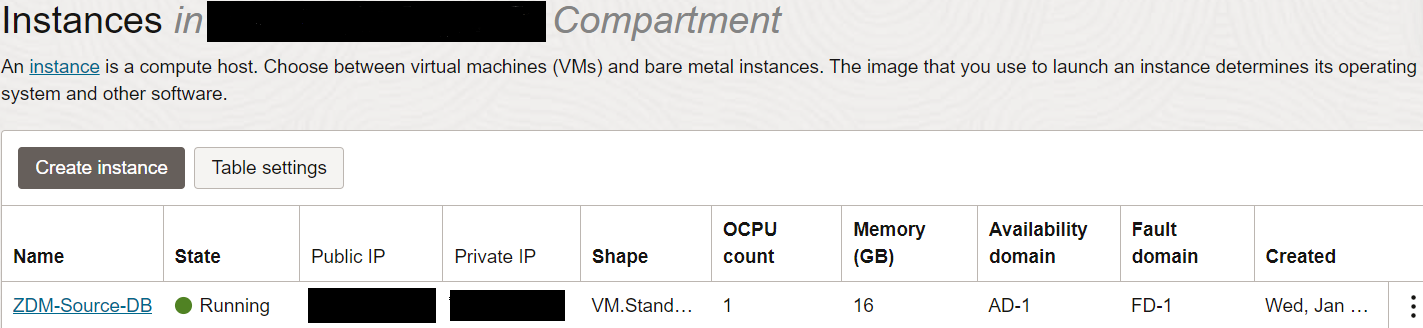 Instances in Compartment
An instance is a compute host. Choose between virtual machines (VMs) and bare metal instances. The image that you use to launch an instance determines its operating
system and other software.
Create instance Table settings
Name State Public IP Private IP Shape OCPU count Memory (GB) Availability domain Fault domain Created
ZDM-Source-DB Running VM.Stand... 1 16 AD-1 FD-1 Wed, Jan ...